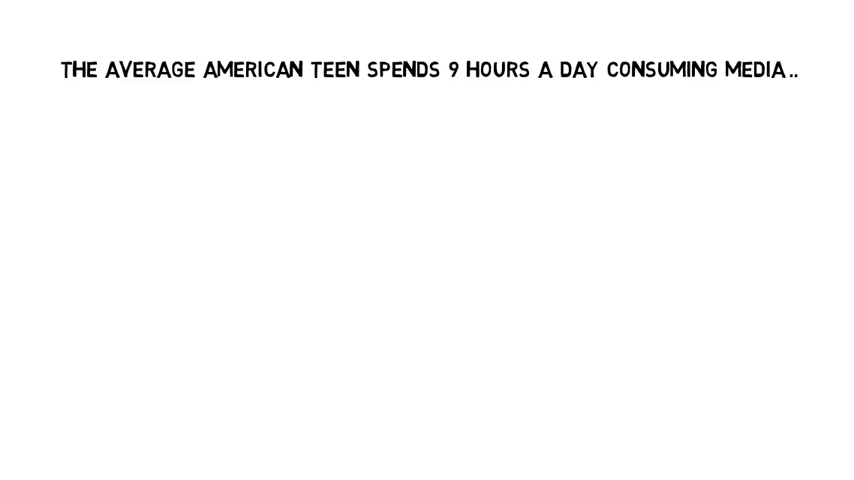 THE AVERAGE AMERICAN TEEN SPENDS 9 HOURS A DAY CONSUMING MEDIA..